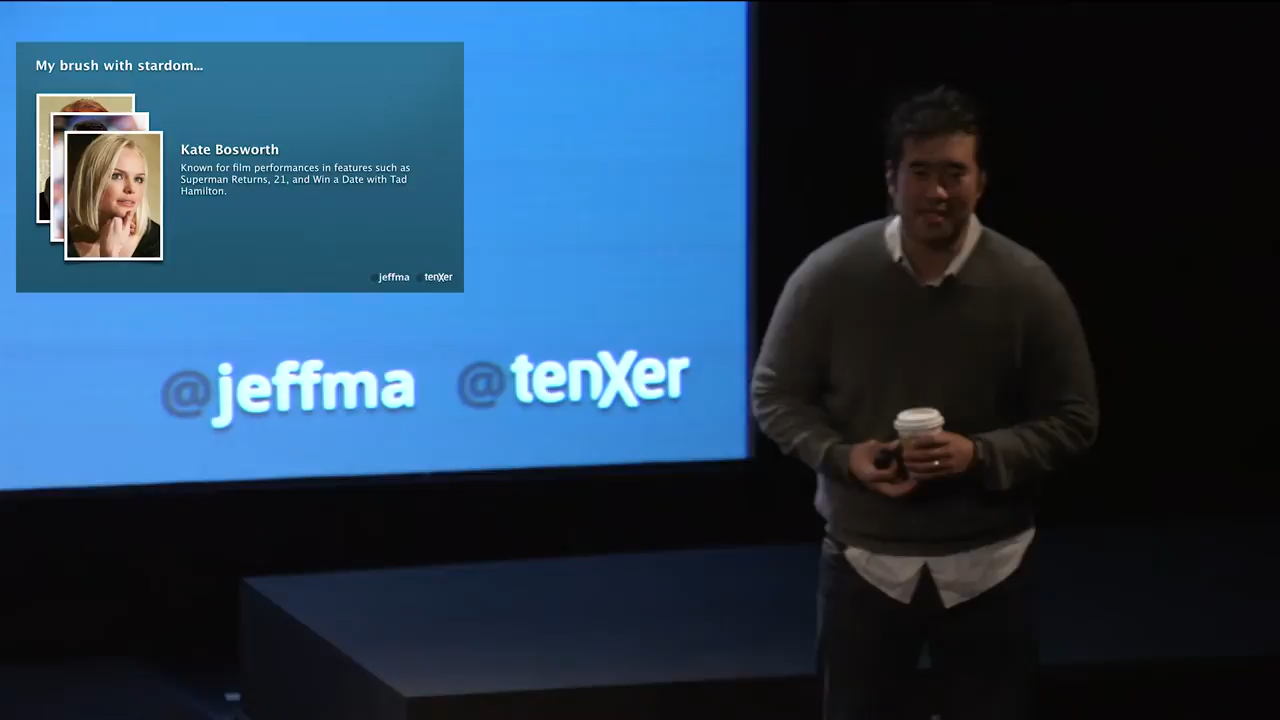 My brush with stardom...
Kate Bosworth
Known for film performances in features such as
Superman Returns, 21, and Win a Date with Tad
Hamilton.
@jeffma @tenXer
@jeffma @tenXer